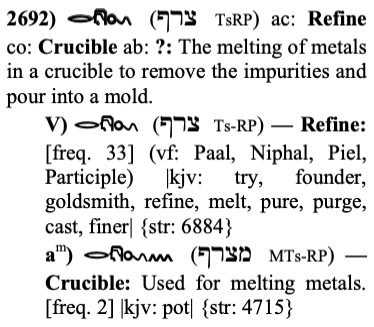 2692) (צרף TsRP) ac: Refine
co: Crucible ab: ?: The melting of metals
in a crucible to remove the impurities and
pour into a mold.
V) (צרף Ts-RP) — Refine:
[freq. 33] (vf: Paal, Niphal, Piel,
Participle) |kjv: try, founder,
goldsmith, refine, melt, pure, purge,
cast, finer| {str: 6884}
aᵐ) (מצרף MTs-RP) —
Crucible: Used for melting metals.
[freq. 2] |kjv: pot| {str: 4715}